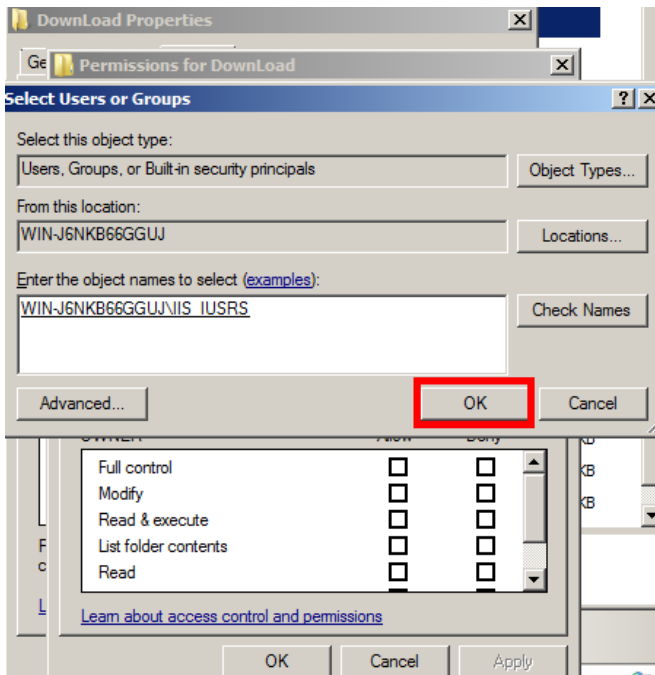 DownLoad Properties
Ge
Permissions for DownLoad
Select Users or Groups
Select this object type:
Users, Groups, or Built-in security principals
Object Types...
From this location:
WIN-J6NKB66GGUJ
Locations...
Enter the object names to select (examples):
WIN-J6NKB66GGUJ\IIS_IUSRS
Check Names
Advanced...
OK
Cancel
Full control
KB
Modify
KB
Read & execute
List folder contents
Read
Learn about access control and permissions
OK
Cancel
Apply